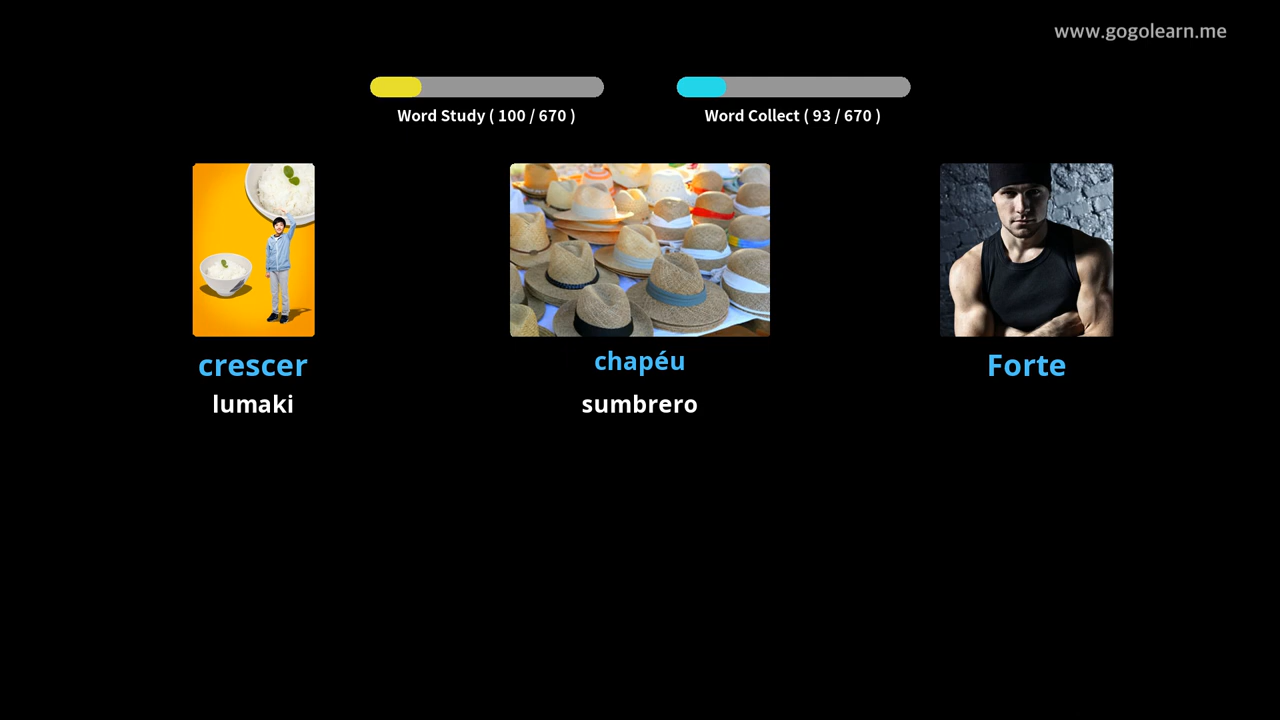 www.gogolearn.me
Word Study ( 100 / 670 )
Word Collect ( 93 / 670 )
crescer
chapéu
Forte
lumaki
sumbrero